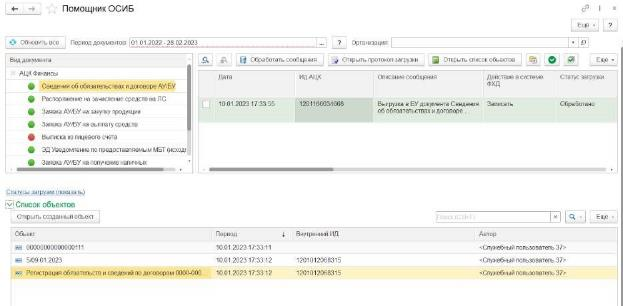 Помощник ОСИБ
Еще
?
Обновить все
Период документов:
01.01.2022 - 28.02.2023
...
?
Организация:
Вид документа
АЦК Финансы
Сведения об обязательствах и договоре АУ/БУ
Распоряжение на зачисление средств на ЛС
Заявка АУ/БУ на закупку продукции
Заявка АУ/БУ на выплату средств
Выписка из лицевого счета
ЭД Уведомление по предоставляемым МБТ (исход
Заявка АУ/БУ на получение наличных
Обработать сообщения
Открыть протокол загрузки
Открыть список объектов
Еще
Дата
Ид АЦК
Описание сообщения
Действие в системе ФХД
Статус загрузки
10.01.2023 17:33:55
Выгрузка в БУ документа Сведения об обязательствах и договоре ...
Записать
Обработано
Статусы загрузки (показать)
Список объектов
Открыть созданный объект
Еще
Объект
Период
Внутренний ИД
Автор
10.01.2023 17:33:11
<Служебный пользователь 37>
5/09.01.2023
10.01.2023 17:33:12
1201012068315
<Служебный пользователь 37>
Регистрация обязательств и сведений по договорам 0000-000...
10.01.2023 17:33:12
1201012068315
<Служебный пользователь 37>